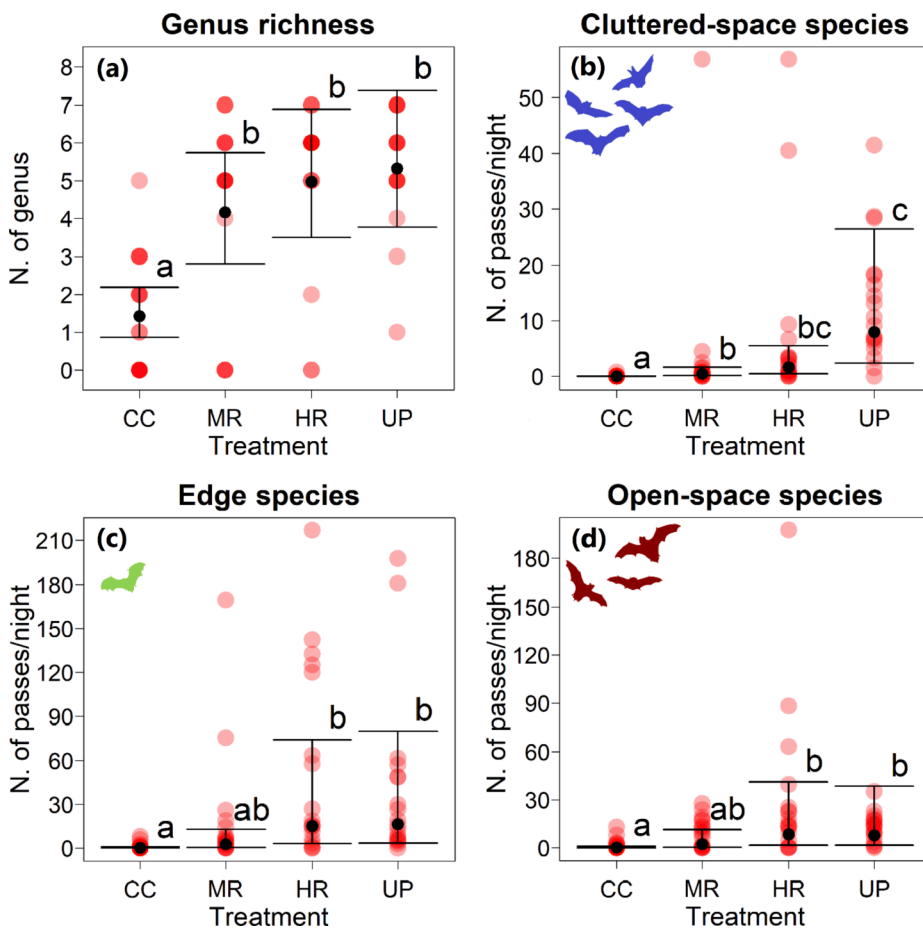 Genus richness
(a)
8
7
6
5
4
3
2
1
0
N. of genus
a
b
b
b
CC MR HR UP
Treatment
Cluttered-space species
(b)
50
40
30
20
10
0
N. of passes/night
a
b
bc
c
CC MR HR UP
Treatment
Edge species
(c)
210
180
150
120
90
60
30
0
N. of passes/night
a
ab
b
b
CC MR HR UP
Treatment
Open-space species
(d)
180
150
120
90
60
30
0
N. of passes/night
a
ab
b
b
CC MR HR UP
Treatment